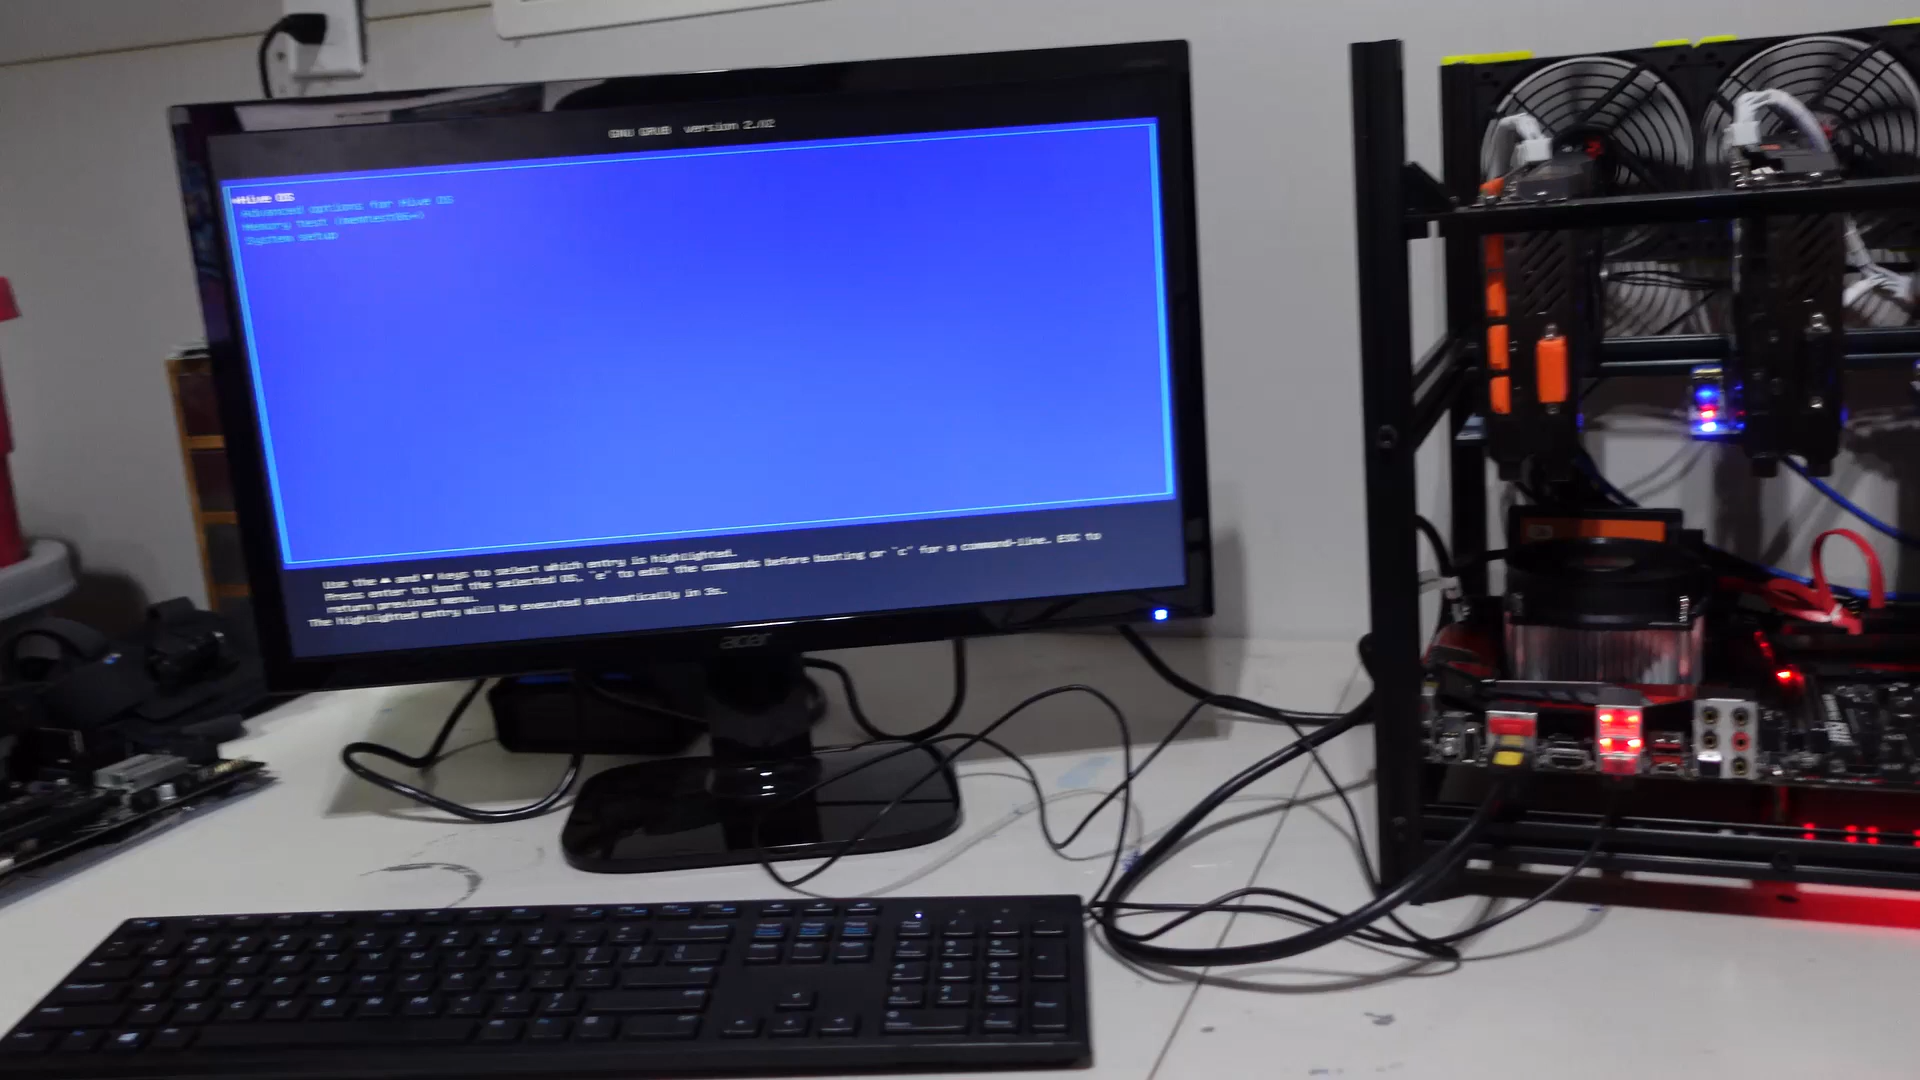 GNU GRUB  version 2.02
*Hive OS
Advanced options for Hive OS
Memory test (memtest86+)
System setup
Use the ▲ and ▼ keys to select which entry is highlighted.
Press enter to boot the selected OS, `e' to edit the commands before booting or `c' for a command-line. ESC to
return previous menu.
The highlighted entry will be executed automatically in 3s.
acer